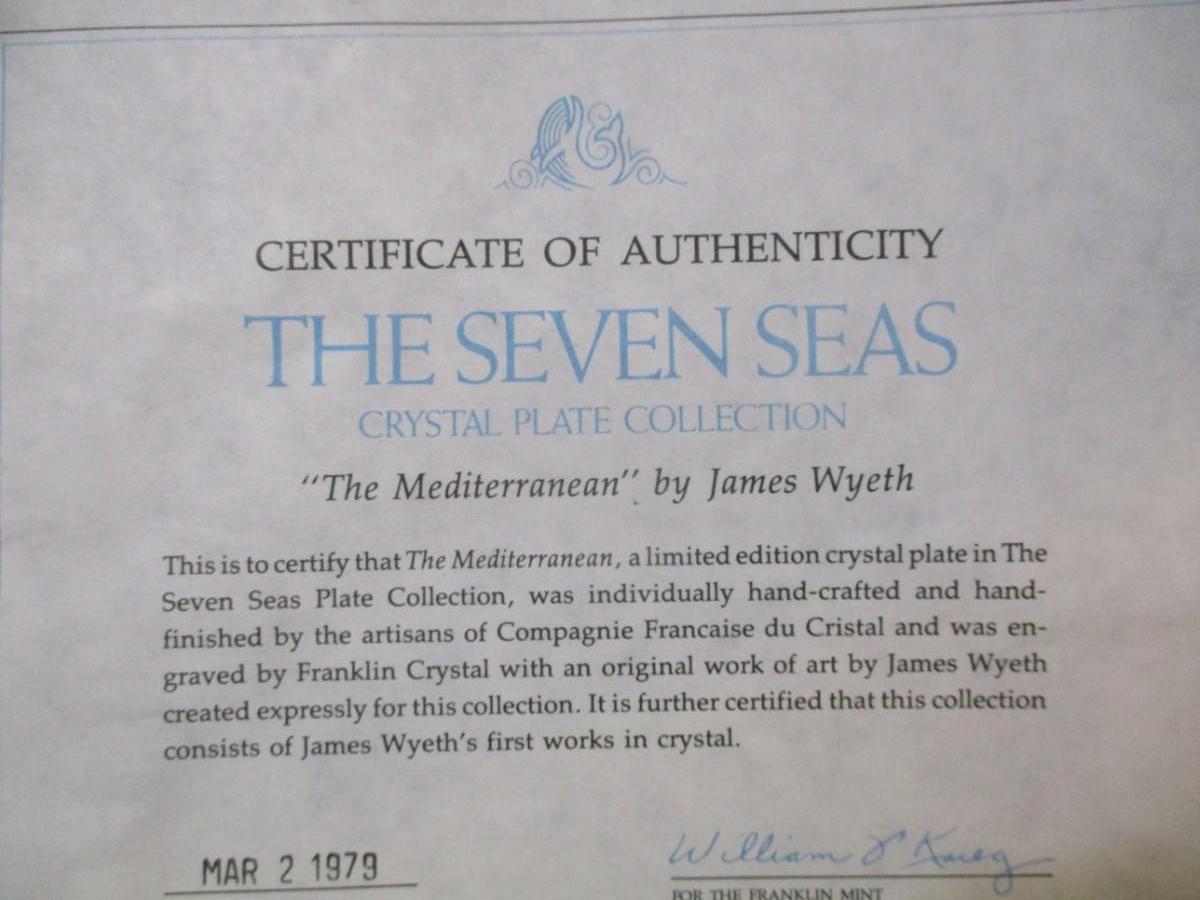 CERTIFICATE OF AUTHENTICITY
THE SEVEN SEAS
CRYSTAL PLATE COLLECTION
“The Mediterranean” by James Wyeth
This is to certify that The Mediterranean, a limited edition crystal plate in The
Seven Seas Plate Collection, was individually hand-crafted and hand-
finished by the artisans of Compagnie Francaise du Cristal and was en-
graved by Franklin Crystal with an original work of art by James Wyeth
created expressly for this collection. It is further certified that this collection
consists of James Wyeth's first works in crystal.
MAR 2 1979
William
FOR THE FRANKLIN MINT